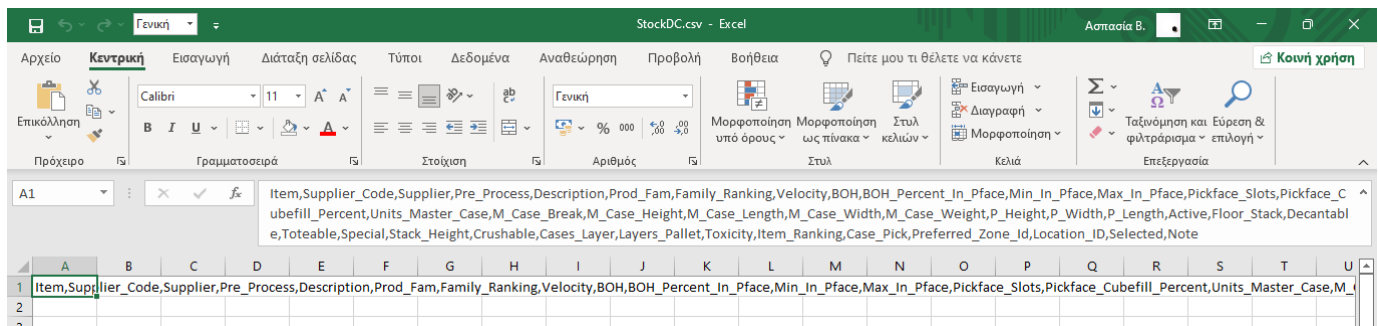 Γενική
StockDC.csv - Excel
Ασπασία Β.
Αρχείο Κεντρική Εισαγωγή Διάταξη σελίδας Τύποι Δεδομένα Αναθεώρηση Προβολή Βοήθεια Πείτε μου τι θέλετε να κάνετε Κοινή χρήση
Επικόλληση
Calibri 11
B I U
ab
Γενική
% 000
Μορφοποίηση υπό όρους
Μορφοποίηση ως πίνακα
Στυλ κελιών
Εισαγωγή
Διαγραφή
Μορφοποίηση
Ταξινόμηση και φιλτράρισμα
Εύρεση & επιλογή
Πρόχειρο Γραμματοσειρά Στοίχιση Αριθμός Στυλ Κελιά Επεξεργασία
A1 fx Item,Supplier_Code,Supplier,Pre_Process,Description,Prod_Fam,Family_Ranking,Velocity,BOH,BOH_Percent_In_Pface,Min_In_Pface,Max_In_Pface,Pickface_Slots,Pickface_C
ubefill_Percent,Units_Master_Case,M_Case_Break,M_Case_Height,M_Case_Length,M_Case_Width,M_Case_Weight,P_Height,P_Width,P_Length,Active,Floor_Stack,Decantabl
e,Toteable,Special,Stack_Height,Crushable,Cases_Layer,Layers_Pallet,Toxicity,Item_Ranking,Case_Pick,Preferred_Zone_Id,Location_ID,Selected,Note
A B C D E F G H I J K L M N O P Q R S T U
1 Item,Supplier_Code,Supplier,Pre_Process,Description,Prod_Fam,Family_Ranking,Velocity,BOH,BOH_Percent_In_Pface,Min_In_Pface,Max_In_Pface,Pickface_Slots,Pickface_Cubefill_Percent,Units_Master_Case,M_
2